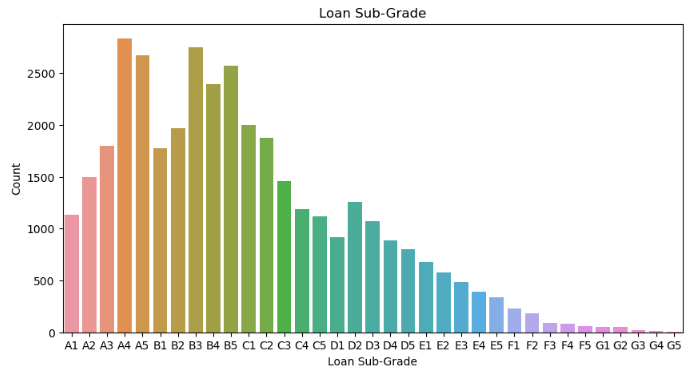 Loan Sub-Grade
Count
2500
2000
1500
1000
500
0
A1 A2 A3 A4 A5 B1 B2 B3 B4 B5 C1 C2 C3 C4 C5 D1 D2 D3 D4 D5 E1 E2 E3 E4 E5 F1 F2 F3 F4 F5 G1 G2 G3 G4 G5
Loan Sub-Grade